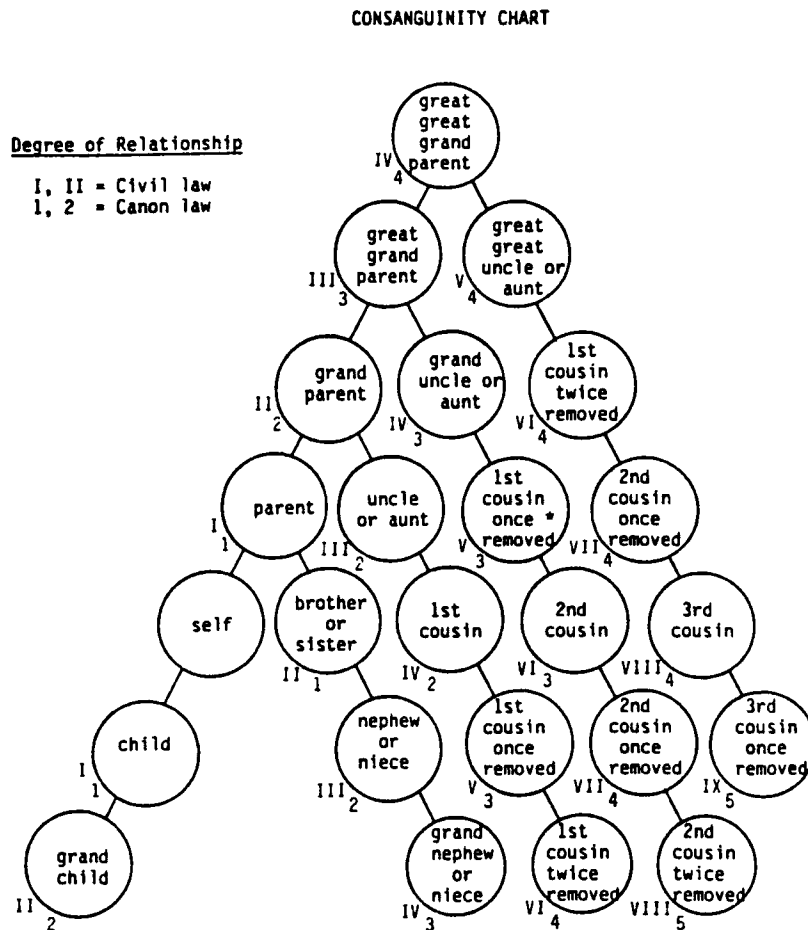 CONSANGUINITY CHART
Degree of Relationship
I, II = Civil law
1, 2 = Canon law
great
great
grand
parent
IV 4
great
grand
parent
III 3
great
great
uncle or
aunt
V 4
grand
parent
II 2
grand
uncle or
aunt
IV 3
1st
cousin
twice
removed
VI 4
parent
I 1
uncle
or aunt
III 2
1st
cousin
once *
removed
V 3
2nd
cousin
once
removed
VII 4
self
brother
or
sister
II 1
1st
cousin
IV 2
2nd
cousin
VI 3
3rd
cousin
VIII 4
child
I 1
nephew
or
niece
III 2
1st
cousin
once
removed
V 3
2nd
cousin
once
removed
VII 4
3rd
cousin
once
removed
IX 5
grand
child
II 2
grand
nephew
or
niece
IV 3
1st
cousin
twice
removed
VI 4
2nd
cousin
twice
removed
VIII 5